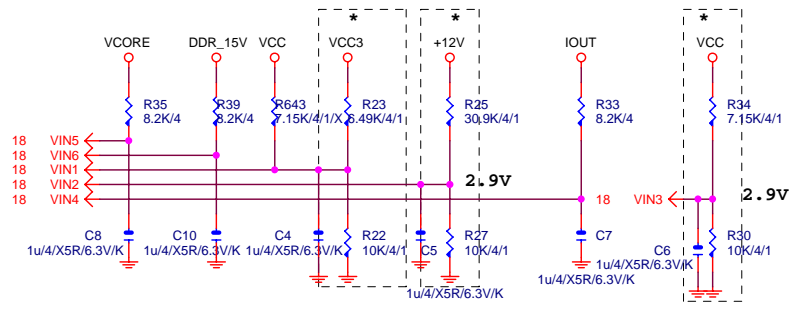 * * *
VCORE DDR_15V VCC VCC3 +12V IOUT VCC
R35 R39 R643 R23 R25 R33 R34
8.2K/4 8.2K/4 7.15K/4/1/X 6.49K/4/1 30.9K/4/1 8.2K/4 7.15K/4/1
18 VIN5
18 VIN6
18 VIN1
18 VIN2 2.9V
18 VIN4 18 VIN3 2.9V
C8 C10 C4 R22 C5 R27 C7 C6 R30
1u/4/X5R/6.3V/K 1u/4/X5R/6.3V/K 1u/4/X5R/6.3V/K 10K/4/1 10K/4/1 1u/4/X5R/6.3V/K 10K/4/1
1u/4/X5R/6.3V/K 1u/4/X5R/6.3V/K